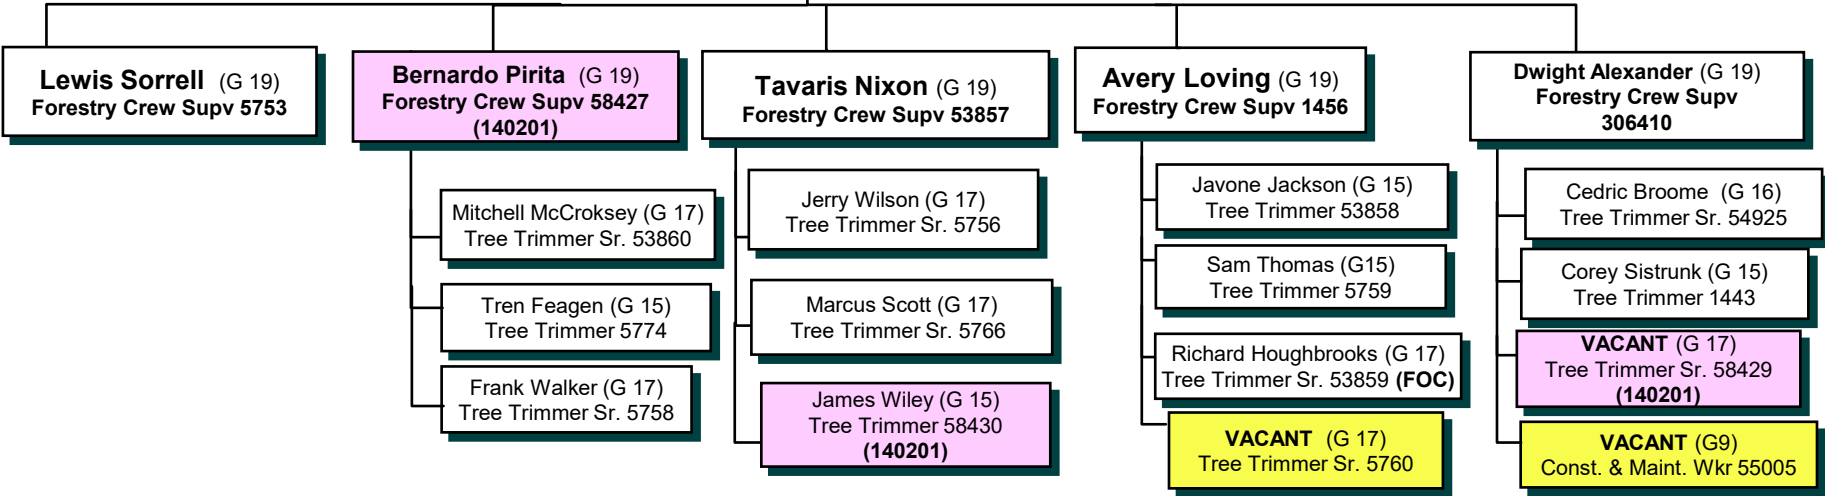 Lewis Sorrell (G 19)
Forestry Crew Supv 5753
Bernardo Pirita (G 19)
Forestry Crew Supv 58427
(140201)
Mitchell McCroksey (G 17)
Tree Trimmer Sr. 53860
Tren Feagen (G 15)
Tree Trimmer 5774
Frank Walker (G 17)
Tree Trimmer Sr. 5758
Tavaris Nixon (G 19)
Forestry Crew Supv 53857
Jerry Wilson (G 17)
Tree Trimmer Sr. 5756
Marcus Scott (G 17)
Tree Trimmer Sr. 5766
James Wiley (G 15)
Tree Trimmer 58430
(140201)
Avery Loving (G 19)
Forestry Crew Supv 1456
Javone Jackson (G 15)
Tree Trimmer 53858
Sam Thomas (G15)
Tree Trimmer 5759
Richard Houghbrooks (G 17)
Tree Trimmer Sr. 53859 (FOC)
VACANT (G 17)
Tree Trimmer Sr. 5760
Dwight Alexander (G 19)
Forestry Crew Supv
306410
Cedric Broome (G 16)
Tree Trimmer Sr. 54925
Corey Sistrunk (G 15)
Tree Trimmer 1443
VACANT (G 17)
Tree Trimmer Sr. 58429
(140201)
VACANT (G9)
Const. & Maint. Wkr 55005